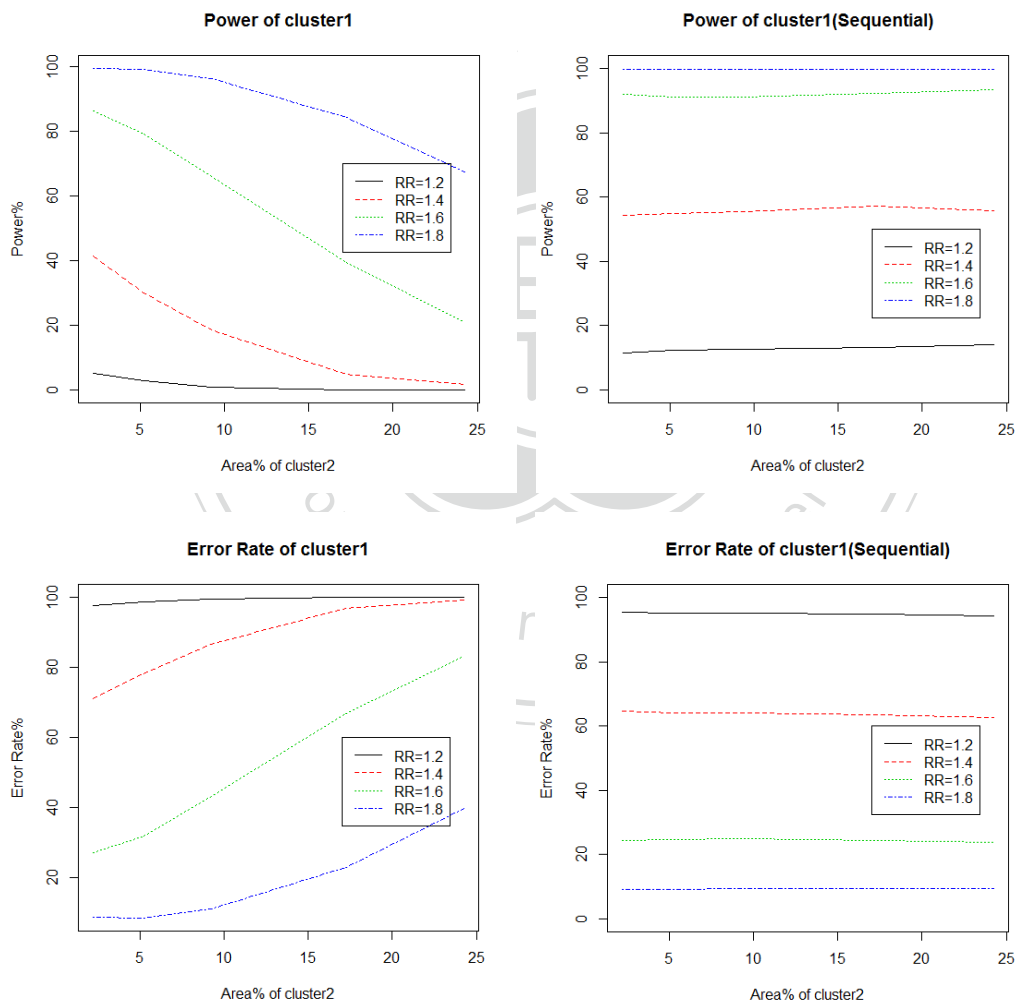 Power of cluster1
Power%
100
80
60
40
20
0
RR=1.2
RR=1.4
RR=1.6
RR=1.8
5
10
15
20
25
Area% of cluster2
Power of cluster1(Sequential)
Power%
100
80
60
40
20
0
RR=1.2
RR=1.4
RR=1.6
RR=1.8
5
10
15
20
25
Area% of cluster2
Error Rate of cluster1
Error Rate%
100
80
60
40
20
RR=1.2
RR=1.4
RR=1.6
RR=1.8
5
10
15
20
25
Area% of cluster2
Error Rate of cluster1(Sequential)
Error Rate%
100
80
60
40
20
0
RR=1.2
RR=1.4
RR=1.6
RR=1.8
5
10
15
20
25
Area% of cluster2